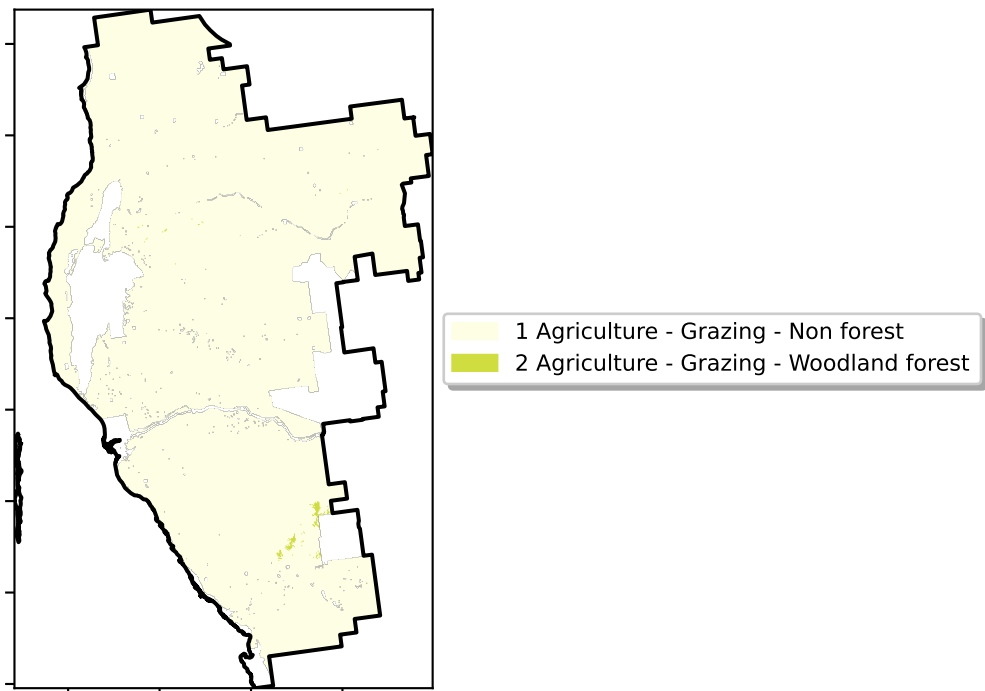 1 Agriculture - Grazing - Non forest
2 Agriculture - Grazing - Woodland forest